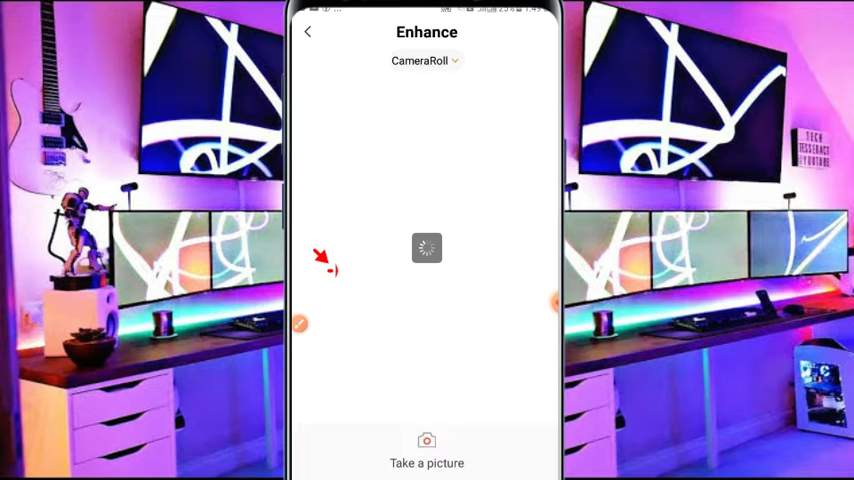 Enhance
CameraRoll
TECH
TESSERACT
@YOUTUBE
Take a picture